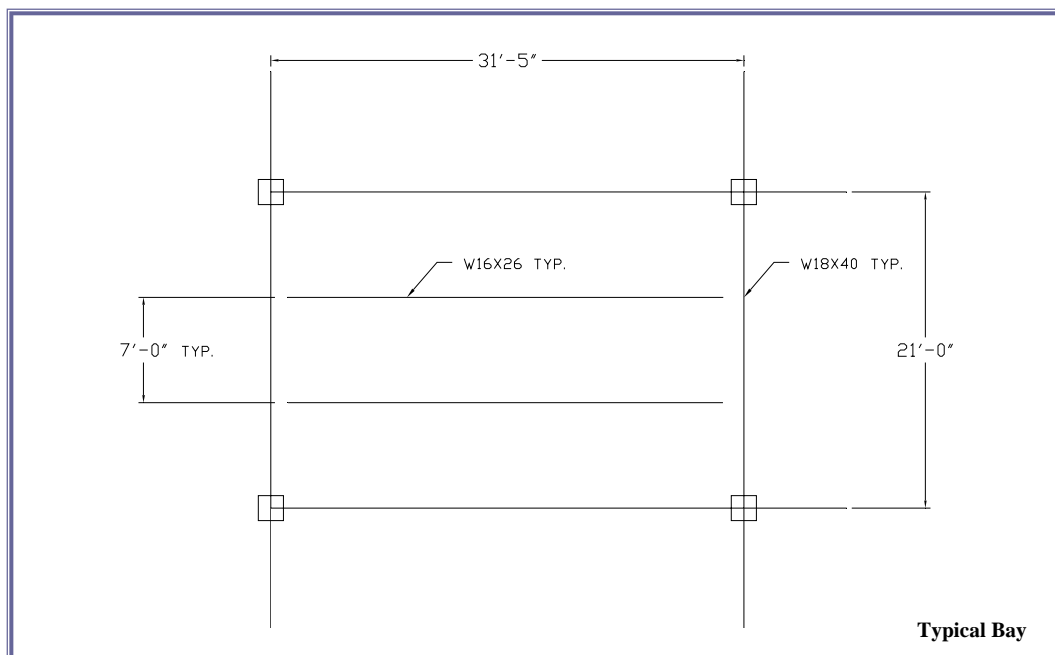 31'-5"
W16X26 TYP.
W18X40 TYP.
7'-0" TYP.
21'-0"
Typical Bay